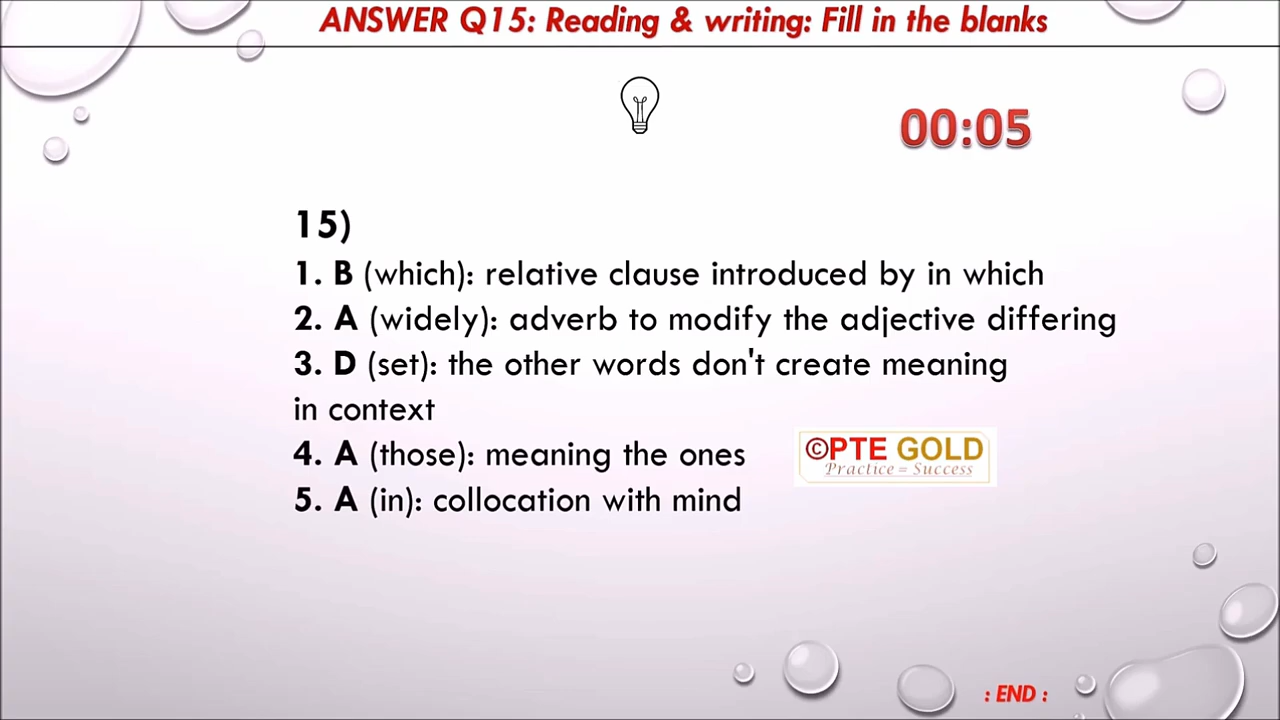 ANSWER Q15: Reading & writing: Fill in the blanks
00:05
15)
1. B (which): relative clause introduced by in which
2. A (widely): adverb to modify the adjective differing
3. D (set): the other words don't create meaning
in context
4. A (those): meaning the ones
©PTE GOLD
Practice = Success
5. A (in): collocation with mind
: END :